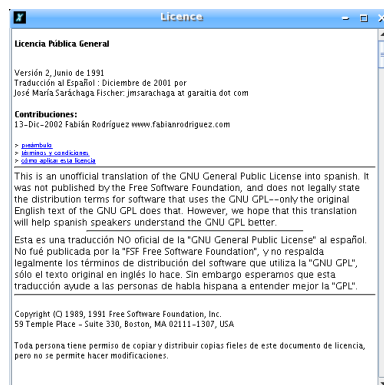 Licence
Licencia Pública General
Versión 2, Junio de 1991
Traducción al Español : Diciembre de 2001 por
José María Saráchaga Fischer: jmsarachaga at garaitia dot com
Contribuciones:
13-Dic-2002 Fabián Rodríguez www.fabianrodriguez.com
> preámbulo
> términos y condiciones
> cómo aplicar esta licencia
This is an unofficial translation of the GNU General Public License into spanish. It
was not published by the Free Software Foundation, and does not legally state
the distribution terms for software that uses the GNU GPL--only the original
English text of the GNU GPL does that. However, we hope that this translation
will help spanish speakers understand the GNU GPL better.
Esta es una traducción NO oficial de la "GNU General Public License" al español.
No fué publicada por la "FSF Free Software Foundation", y no respalda
legalmente los términos de distribución del software que utiliza la "GNU GPL",
sólo el texto original en inglés lo hace. Sin embargo esperamos que esta
traducción ayude a las personas de habla hispana a entender mejor la "GPL".
Copyright (C) 1989, 1991 Free Software Foundation, Inc.
59 Temple Place - Suite 330, Boston, MA 02111-1307, USA
Toda persona tiene permiso de copiar y distribuir copias fieles de este documento de licencia,
pero no se permite hacer modificaciones.